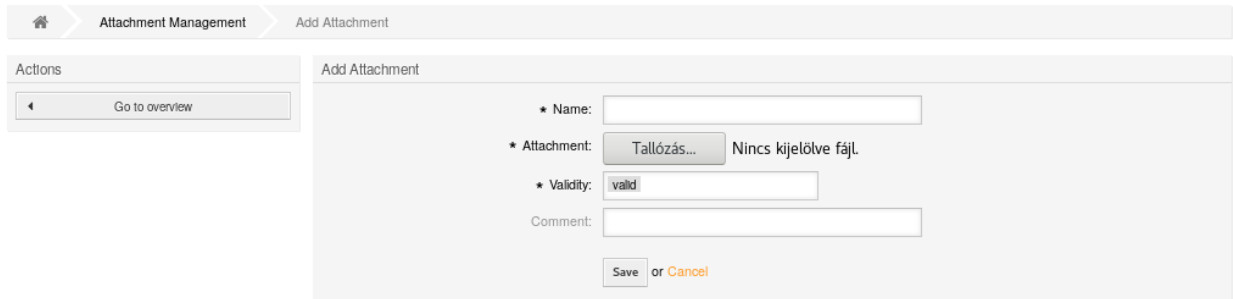 Attachment Management Add Attachment
Actions
Go to overview
Add Attachment
* Name:
* Attachment: Tallózás... Nincs kijelölve fájl.
* Validity: valid
Comment:
Save or Cancel